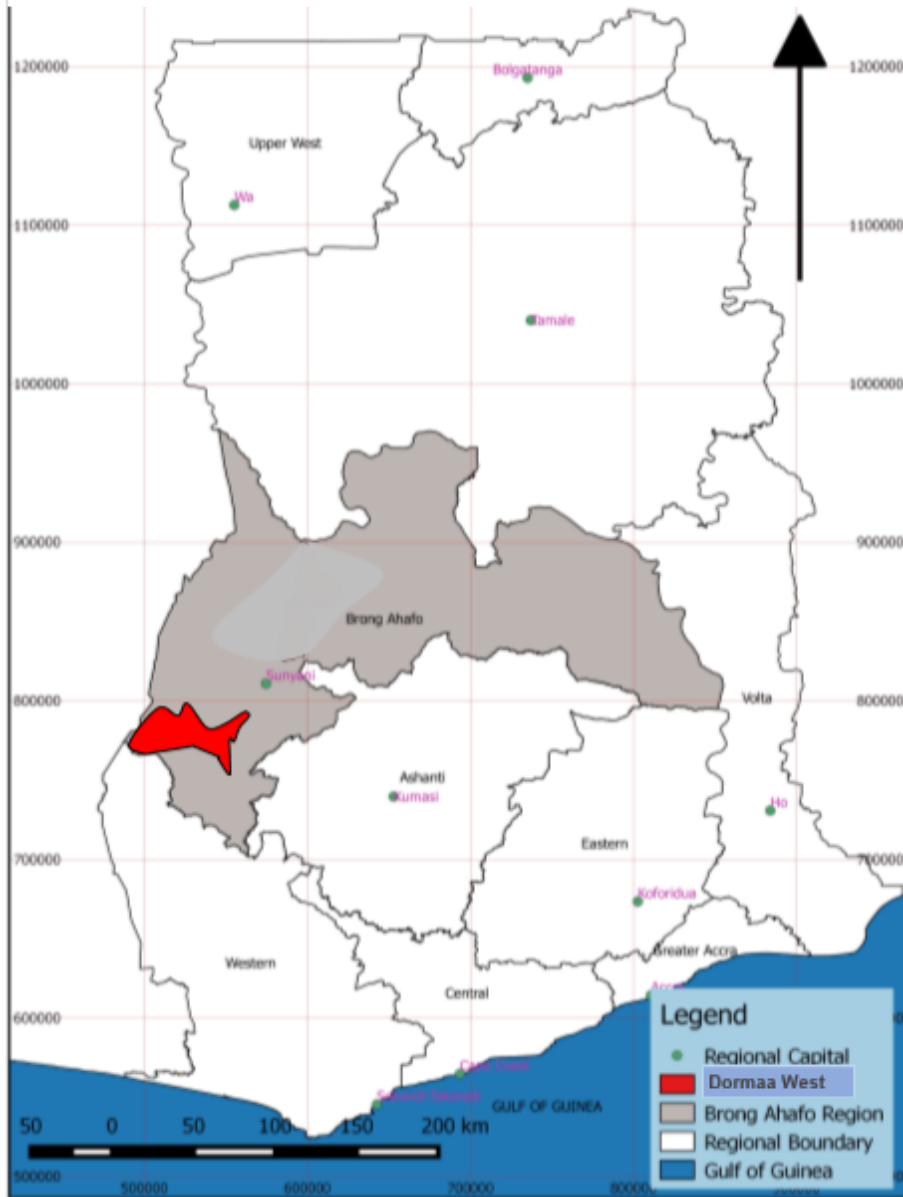 Bolgatanga
1200000 1200000
Upper West
Wa
1100000 1100000
Tamale
1000000 1000000
900000 900000
Brong Ahafo
Sunyani
800000 800000
Volta
Ashanti
Kumasi
Ho
Eastern
700000
Koforidua
Greater Accra
Western
Central
600000
Legend
Regional Capital
Dormaa West
Brong Ahafo Region
Regional Boundary
Gulf of Guinea
GULF OF GUINEA
50 0 50 100 150 200 km
500000 500000
500000 600000 700000